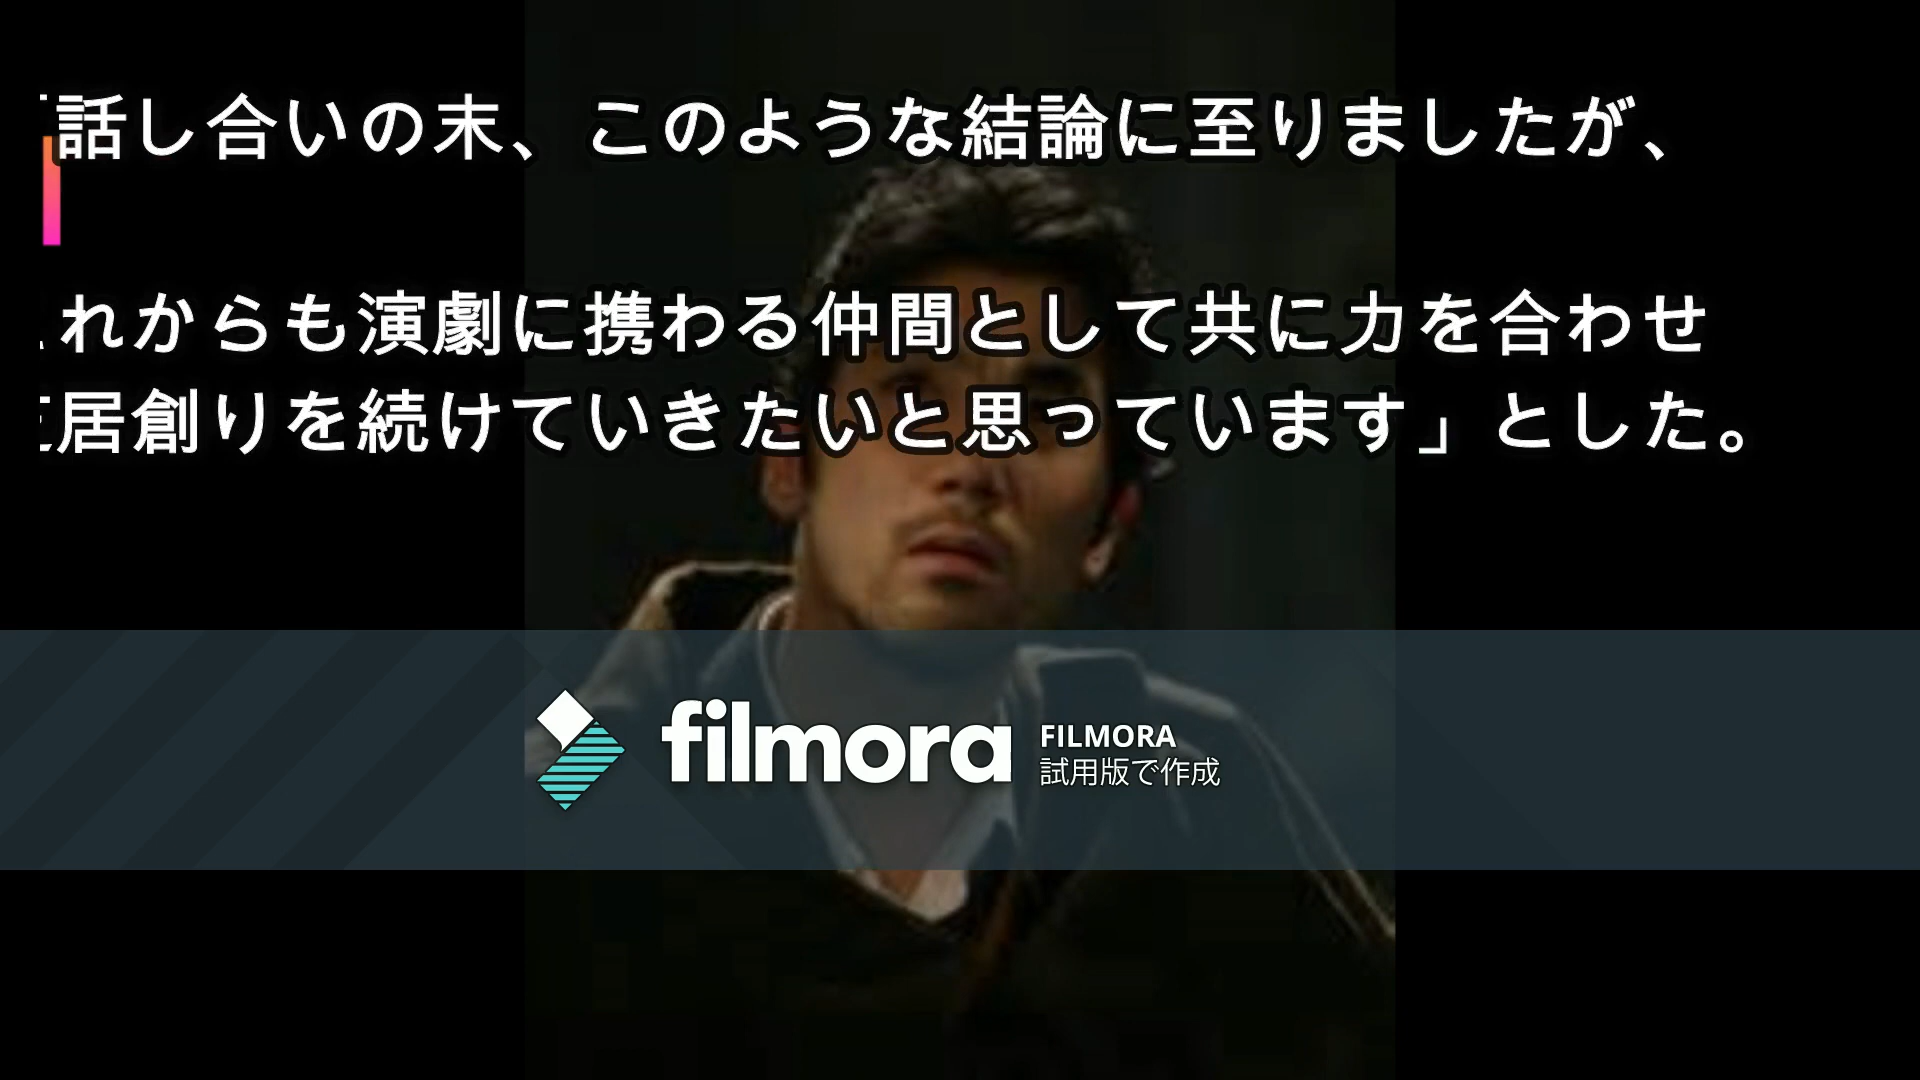 話し合いの末、このような結論に至りましたが、
れからも演劇に携わる仲間として共に力を合わせ
居創りを続けていきたいと思っています」とした。
filmora
FILMORA
試用版で作成